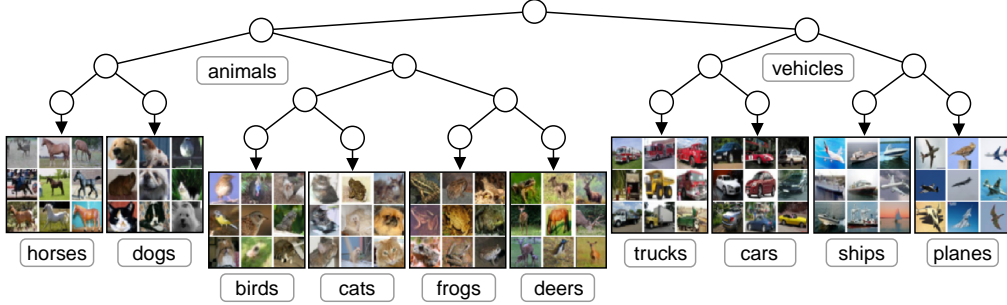 animals
vehicles
horses
dogs
trucks
cars
ships
planes
birds
cats
frogs
deers